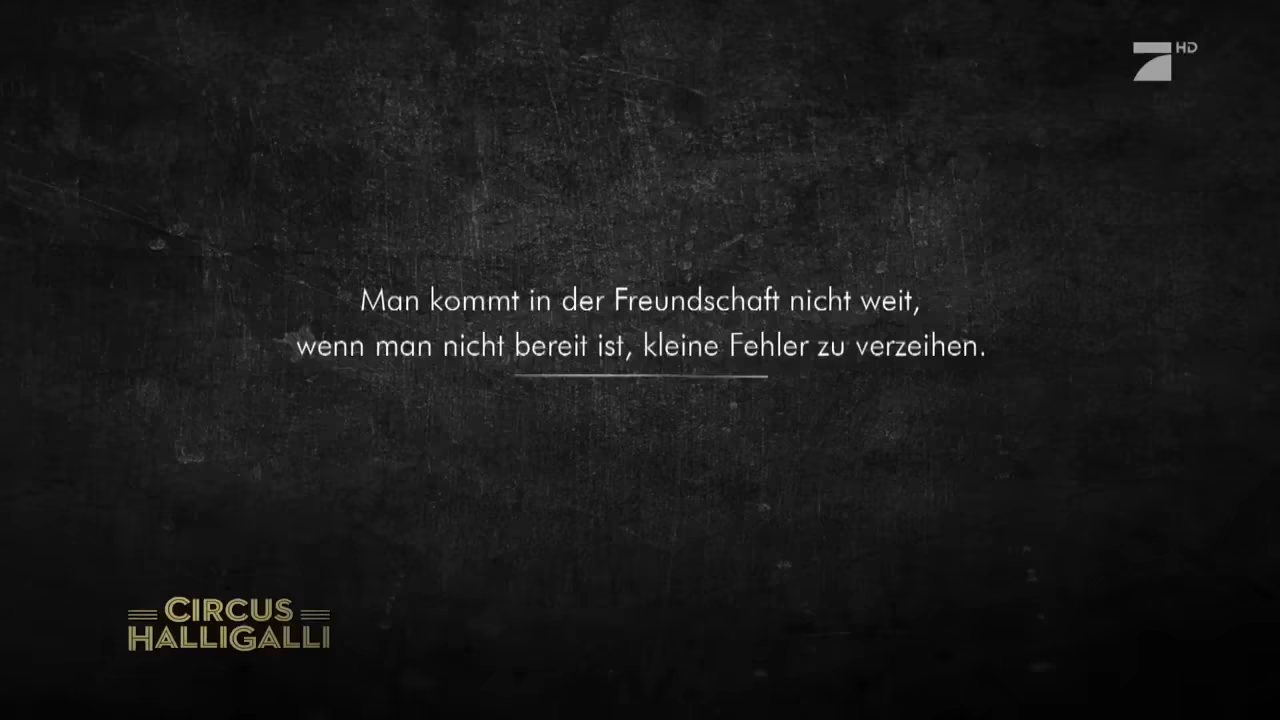 HD
Man kommt in der Freundschaft nicht weit,
wenn man nicht bereit ist, kleine Fehler zu verzeihen.
CIRCUS
HALLIGALLI